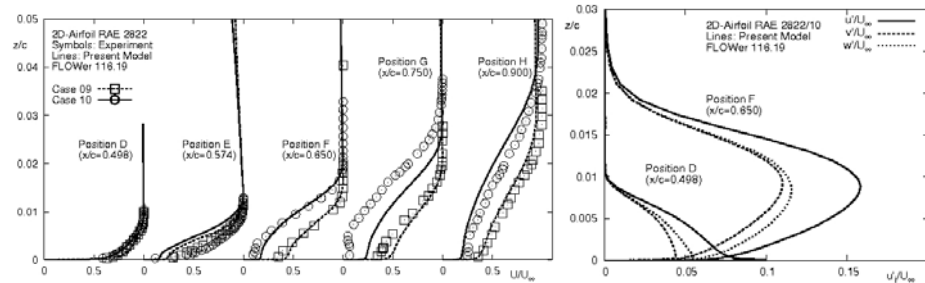 0.05
z/c
0.04
0.03
0.02
0.01
0
2D-Airfoil RAE 2822
Symbols: Experiment
Lines: Present Model
FLOWer 116.19
Case 09
Case 10
Position D
(x/c=0.498)
Position E
(x/c=0.574)
Position F
(x/c=0.650)
Position G
(x/c=0.750)
Position H
(x/c=0.900)
0 0.5 0 0.5 0 0.5 0 0.5 0 0.5
U/U∞
0.03
z/c
0.02
0.015
0.01
0.005
0
2D-Airfoil RAE 2822/10
Lines: Present Model
FLOWer 116.19
u'/U∞
v'/U∞
w'/U∞
Position F
(x/c=0.650)
Position D
(x/c=0.498)
0 0.05 0.1 0.15
u'i/U∞